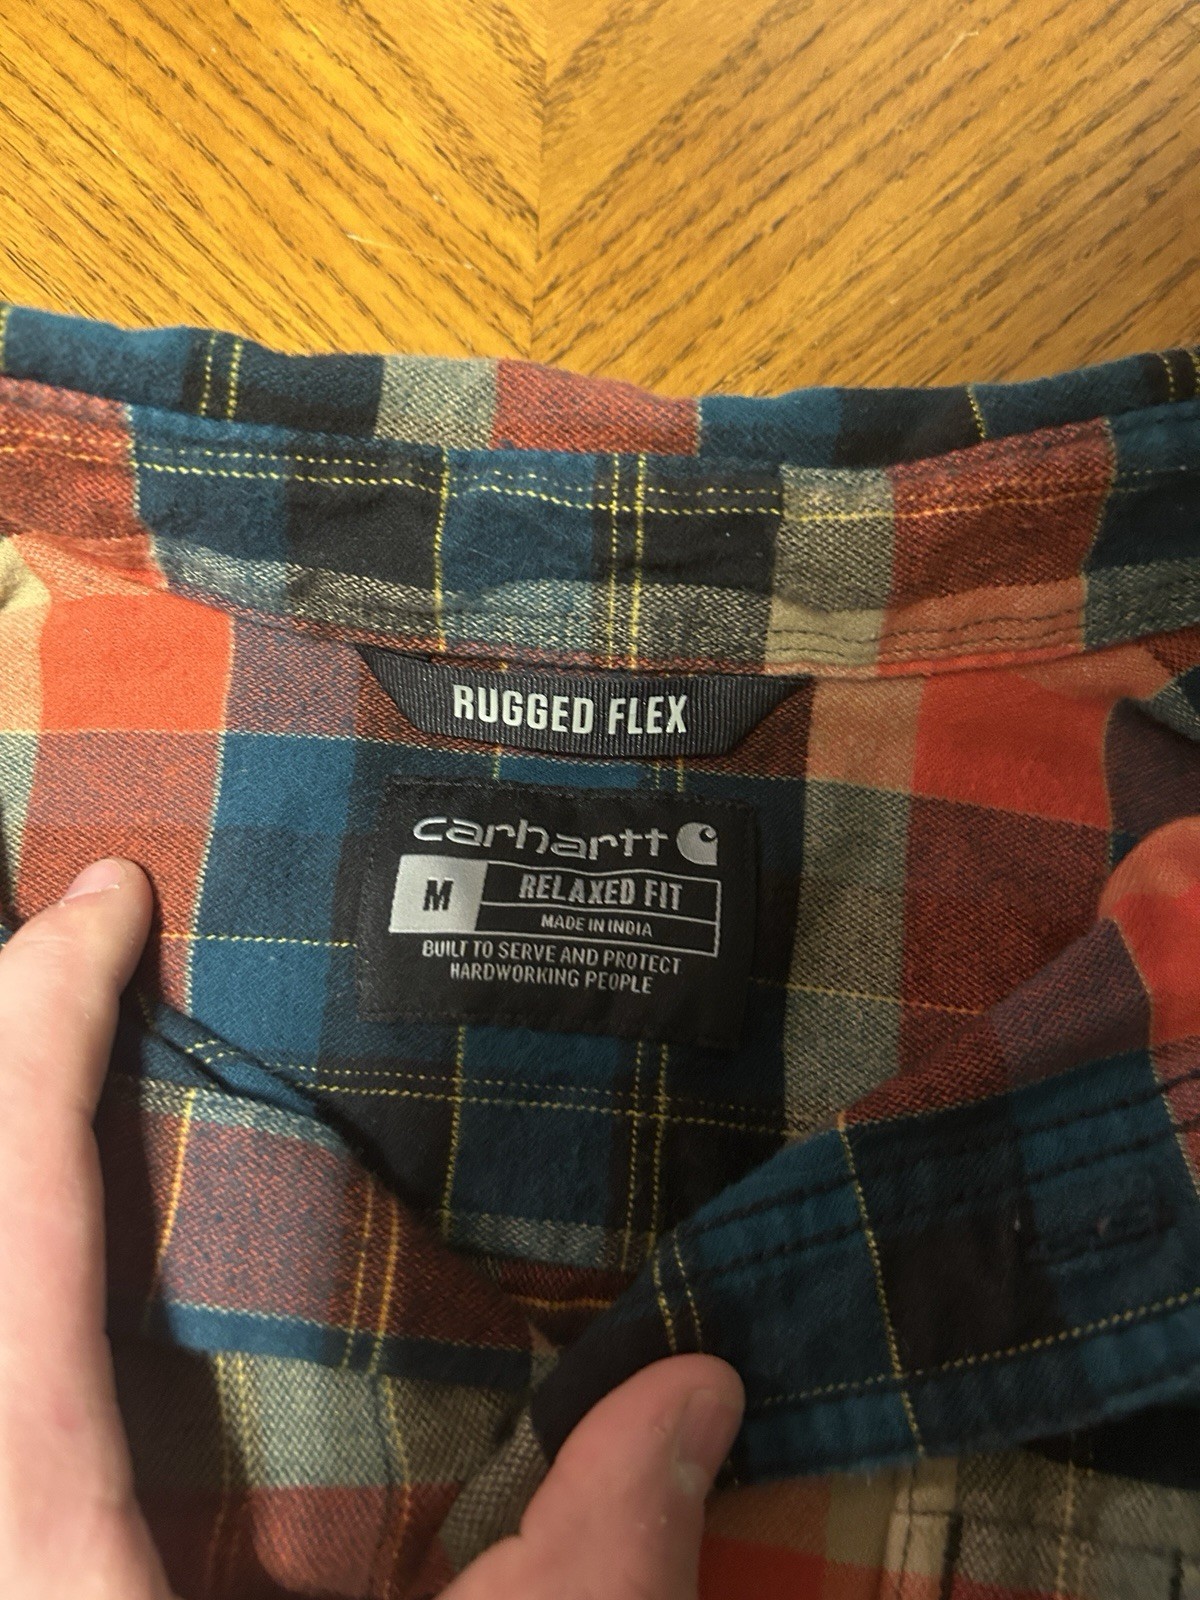 RUGGED FLEX
carhartt
M
RELAXED FIT
MADE IN INDIA
BUILT TO SERVE AND PROTECT
HARDWORKING PEOPLE